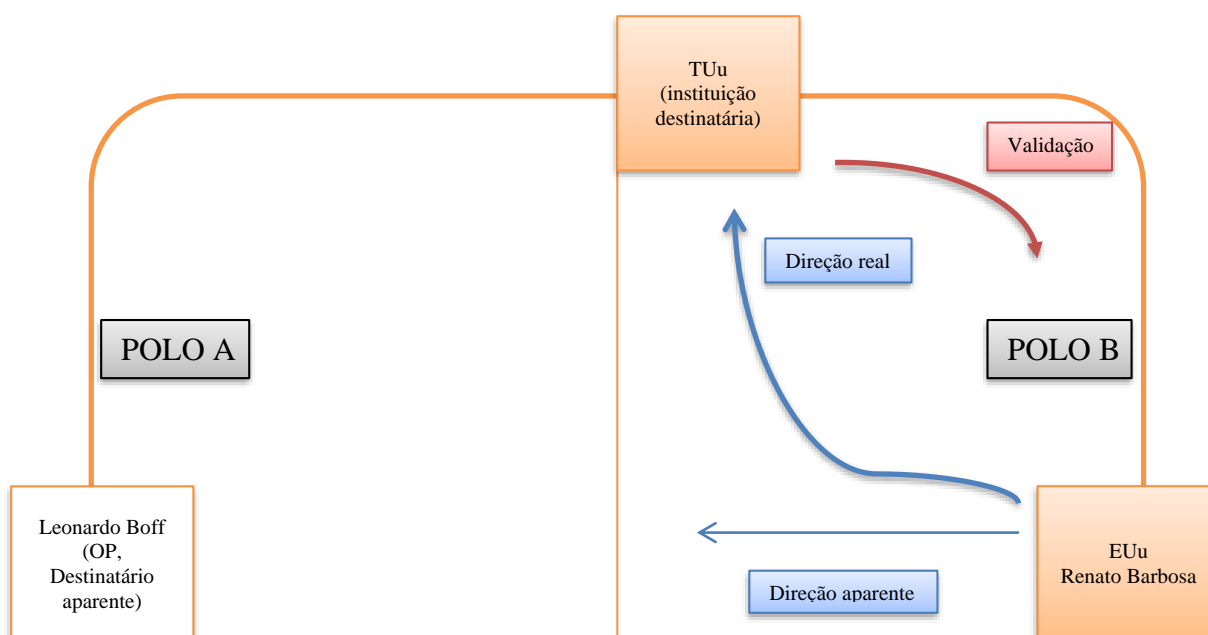 TUu
(instituição
destinatária)
Validação
Direção real
POLO A
POLO B
Leonardo Boff
(OP,
Destinatário
aparente)
EUu
Renato Barbosa
Direção aparente